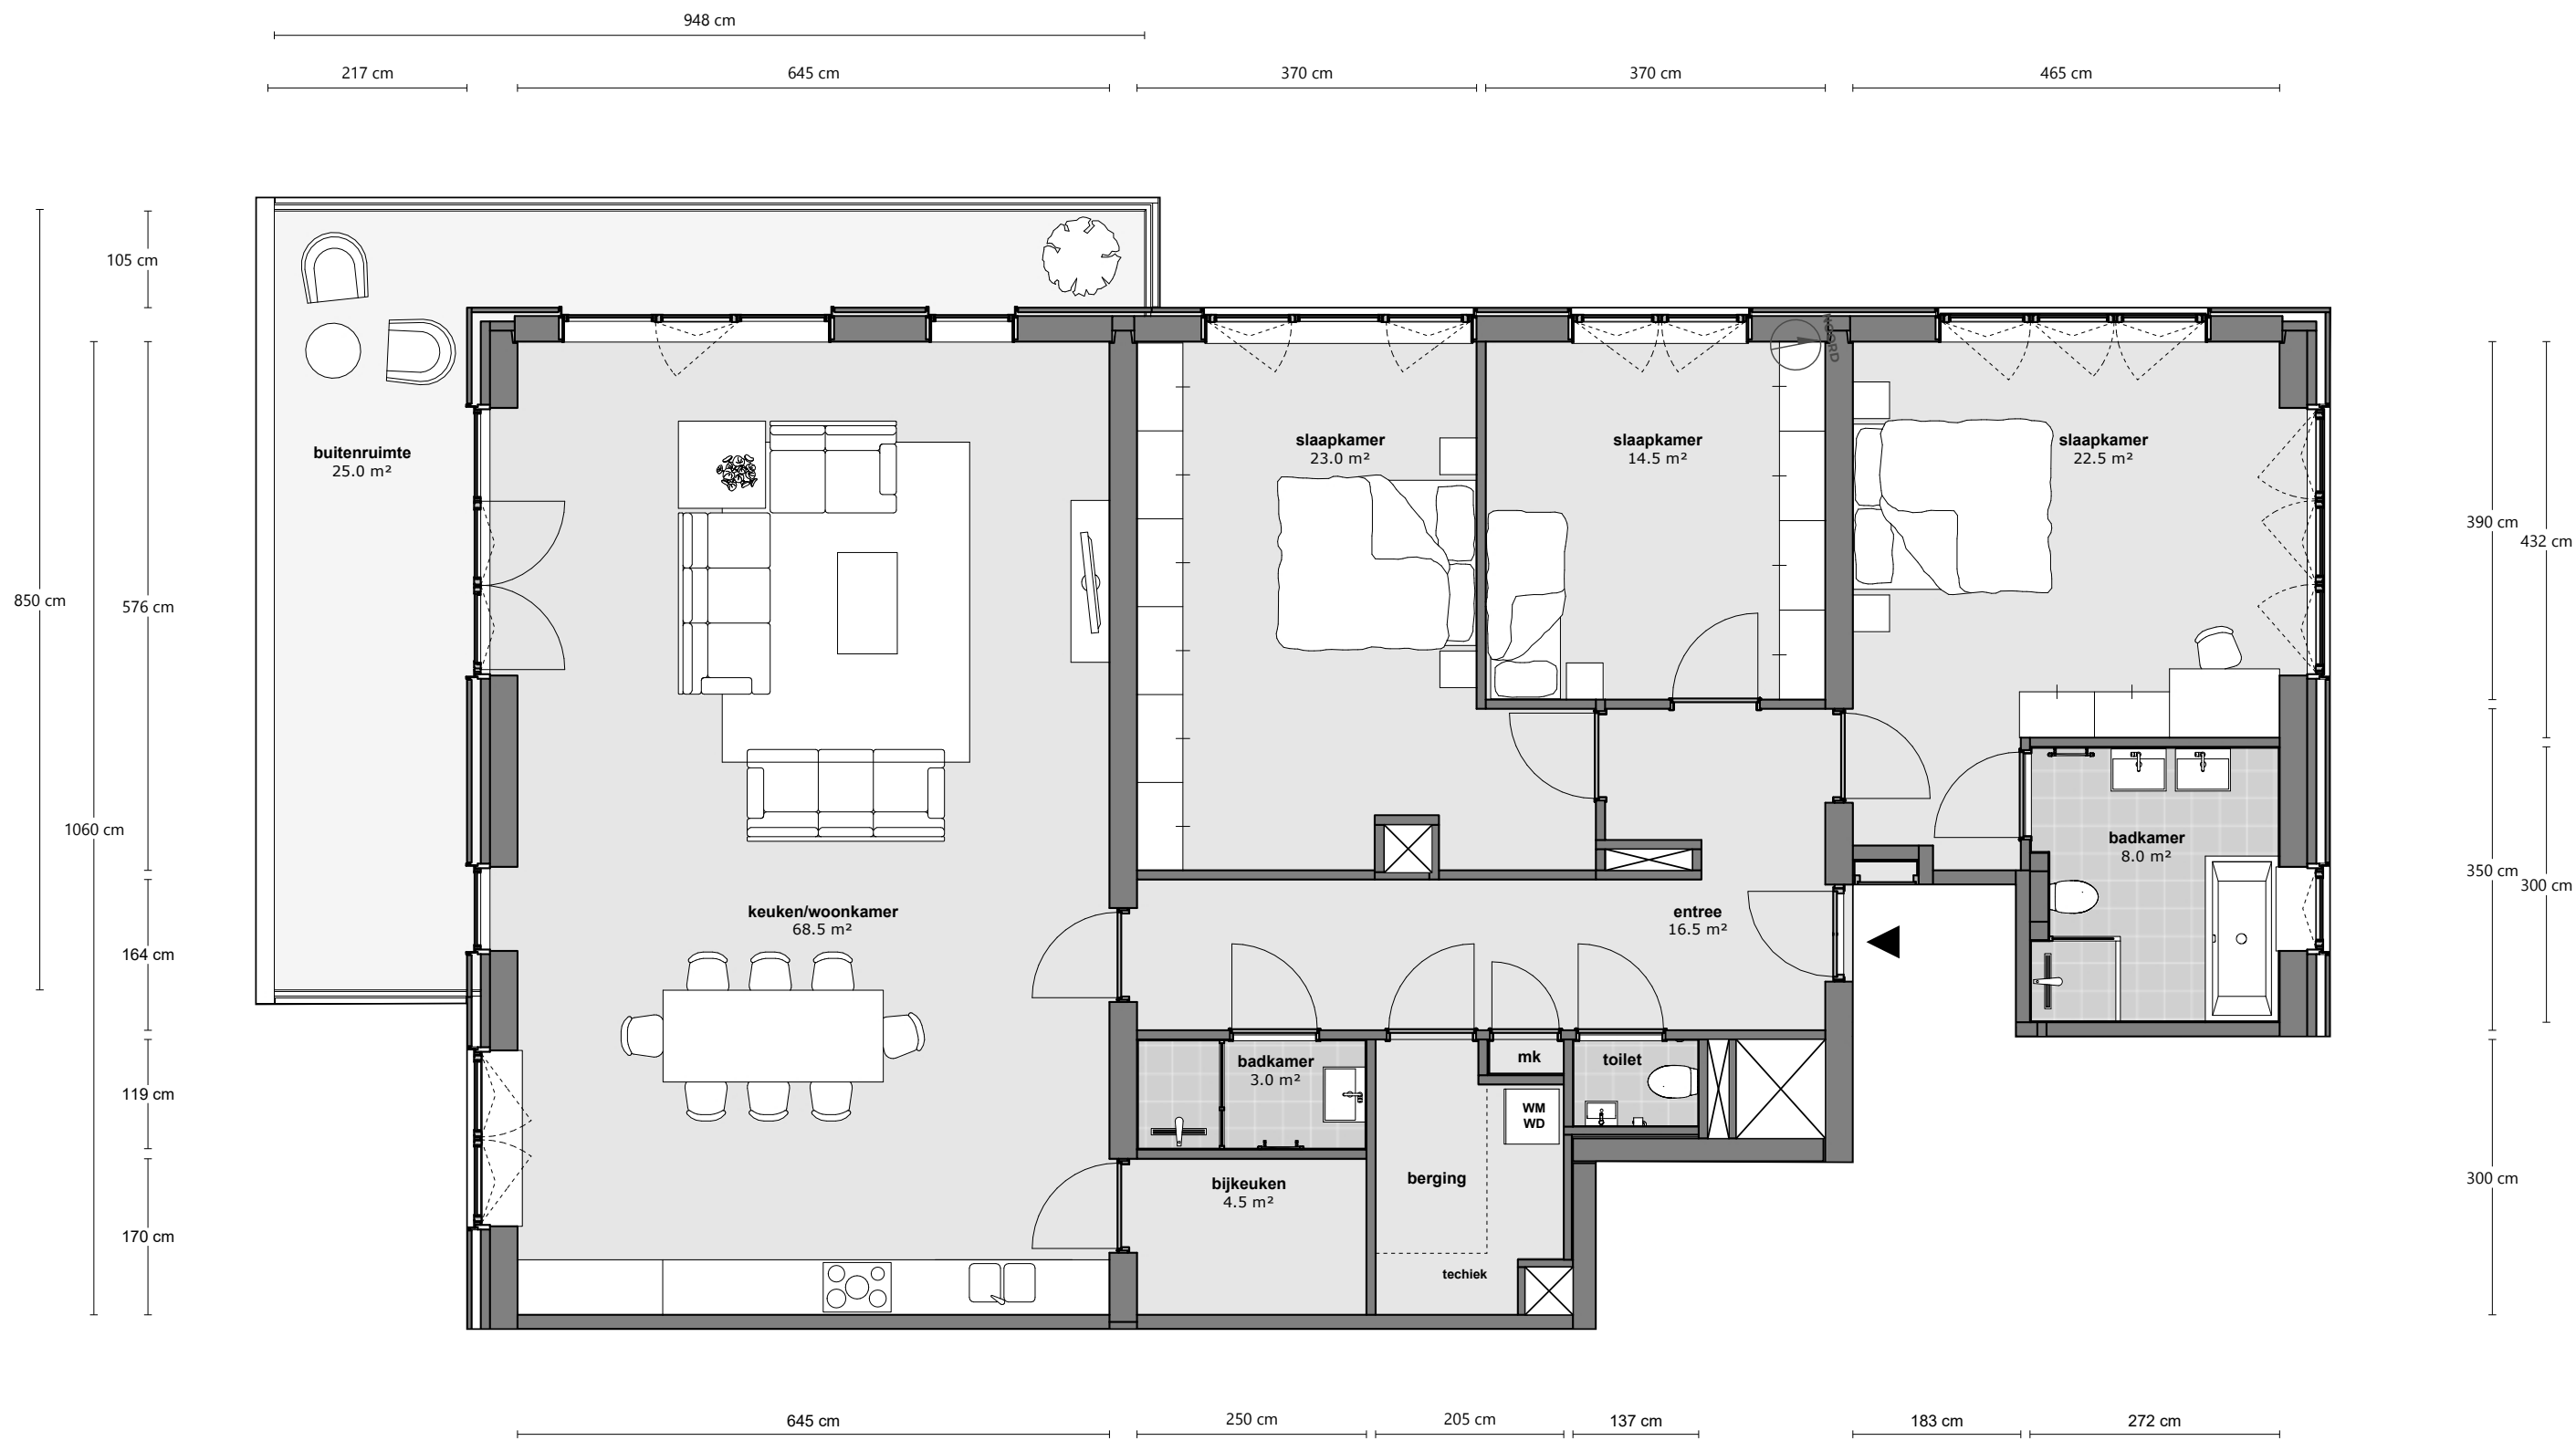 948 cm
217 cm
645 cm
370 cm
370 cm
465 cm
105 cm
NOORD
buitenruimte
25.0 m²
slaapkamer
23.0 m²
slaapkamer
14.5 m²
slaapkamer
22.5 m²
390 cm
432 cm
850 cm
576 cm
1060 cm
badkamer
8.0 m²
350 cm
300 cm
keuken/woonkamer
68.5 m²
entree
16.5 m²
164 cm
badkamer
3.0 m²
mk
toilet
119 cm
WM
WD
bijkeuken
4.5 m²
berging
300 cm
170 cm
techiek
645 cm
250 cm
205 cm
137 cm
183 cm
272 cm